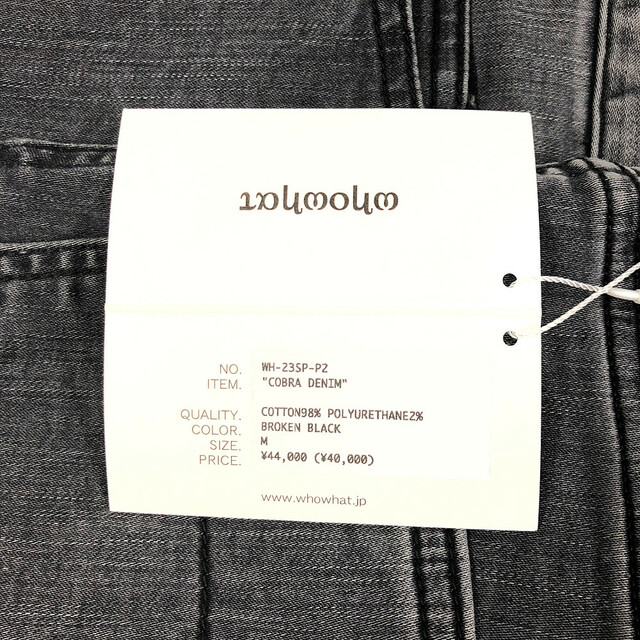 whowhat
NO. WH-23SP-P2
ITEM. "COBRA DENIM"
QUALITY. COTTON98% POLYURETHANE2%
COLOR. BROKEN BLACK
SIZE. M
PRICE. ¥44,000 (¥40,000)
www.whowhat.jp